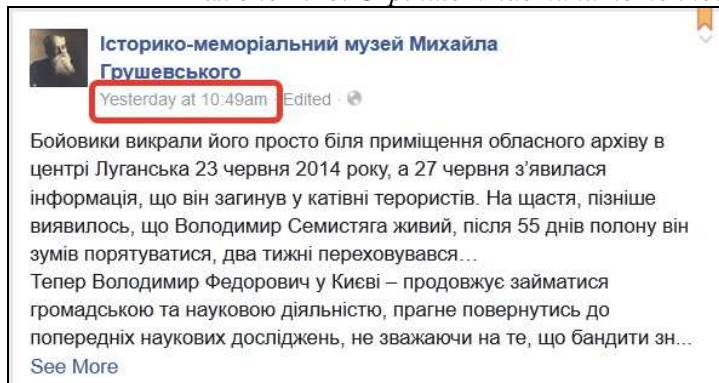 Історико-меморіальний музей Михайла
Грушевського
Yesterday at 10:49am · Edited ·
Бойовики викрали його просто біля приміщення обласного архіву в
центрі Луганська 23 червня 2014 року, а 27 червня з’явилася
інформація, що він загинув у катівні терористів. На щастя, пізніше
виявилось, що Володимир Семистяга живий, після 55 днів полону він
зумів порятуватися, два тижні переховувався…
Тепер Володимир Федорович у Києві – продовжує займатися
громадською та науковою діяльністю, прагне повернутись до
попередніх наукових досліджень, не зважаючи на те, що бандити зн...
See More